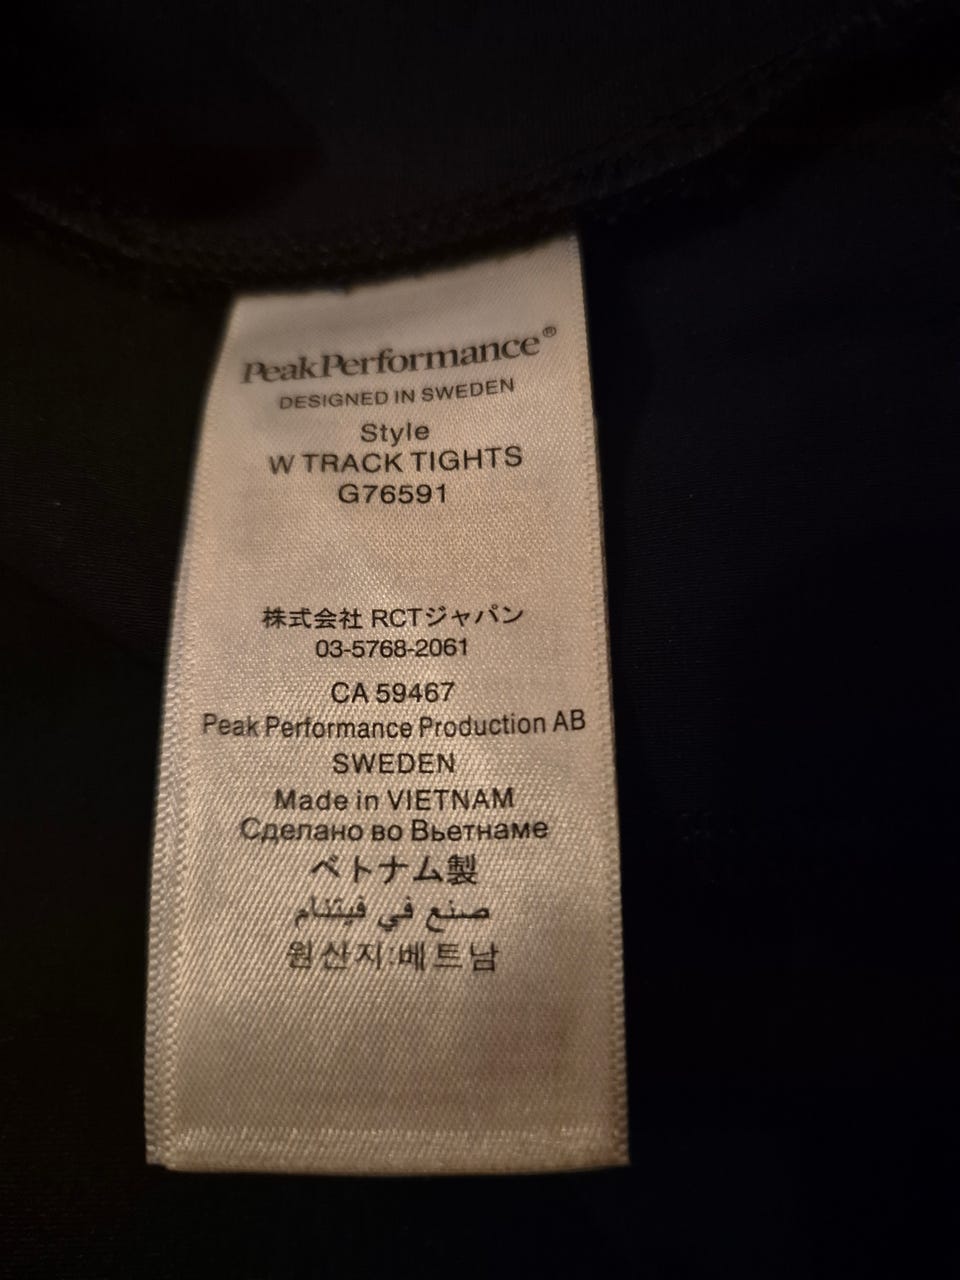 PeakPerformance®
DESIGNED IN SWEDEN
Style
W TRACK TIGHTS
G76591
株式会社 RCTジャパン
03-5768-2061
CA 59467
Peak Performance Production AB
SWEDEN
Made in VIETNAM
Сделано во Вьетнаме
ベトナム製
صنع في فيتنام
원산지:베트남